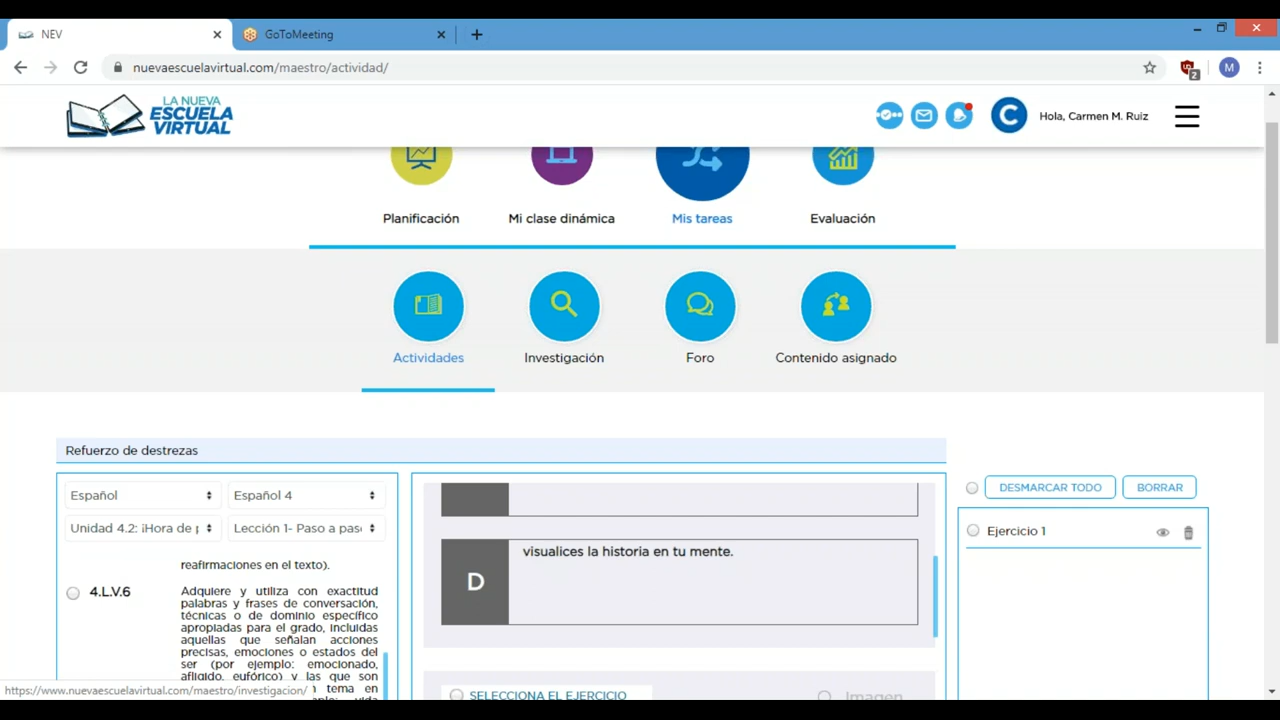 NEV
GoToMeeting
nuevaescuelavirtual.com/maestro/actividad/
2
M
LA NUEVA
ESCUELA
VIRTUAL
C
Hola, Carmen M. Ruiz
Planificación
Mi clase dinámica
Mis tareas
Evaluación
Actividades
Investigación
Foro
Contenido asignado
Refuerzo de destrezas
Español
Español 4
Unidad 4.2: ¡Hora de
Lección 1- Paso a paso
DESMARCAR TODO
BORRAR
Ejercicio 1
reafirmaciones en el texto).
4.L.V.6
Adquiere y utiliza con exactitud
palabras y frases de conversación,
técnicas o de dominio específico
apropiadas para el grado, incluidas
aquellas que señalan acciones
precisas, emociones o estados del
ser (por ejemplo: emocionado,
afligido, eufórico) y las que son
tema en
D
visualices la historia en tu mente.
SELECCIONA EL EJERCICIO
Imagen
https://www.nuevaescuelavirtual.com/maestro/investigacion/